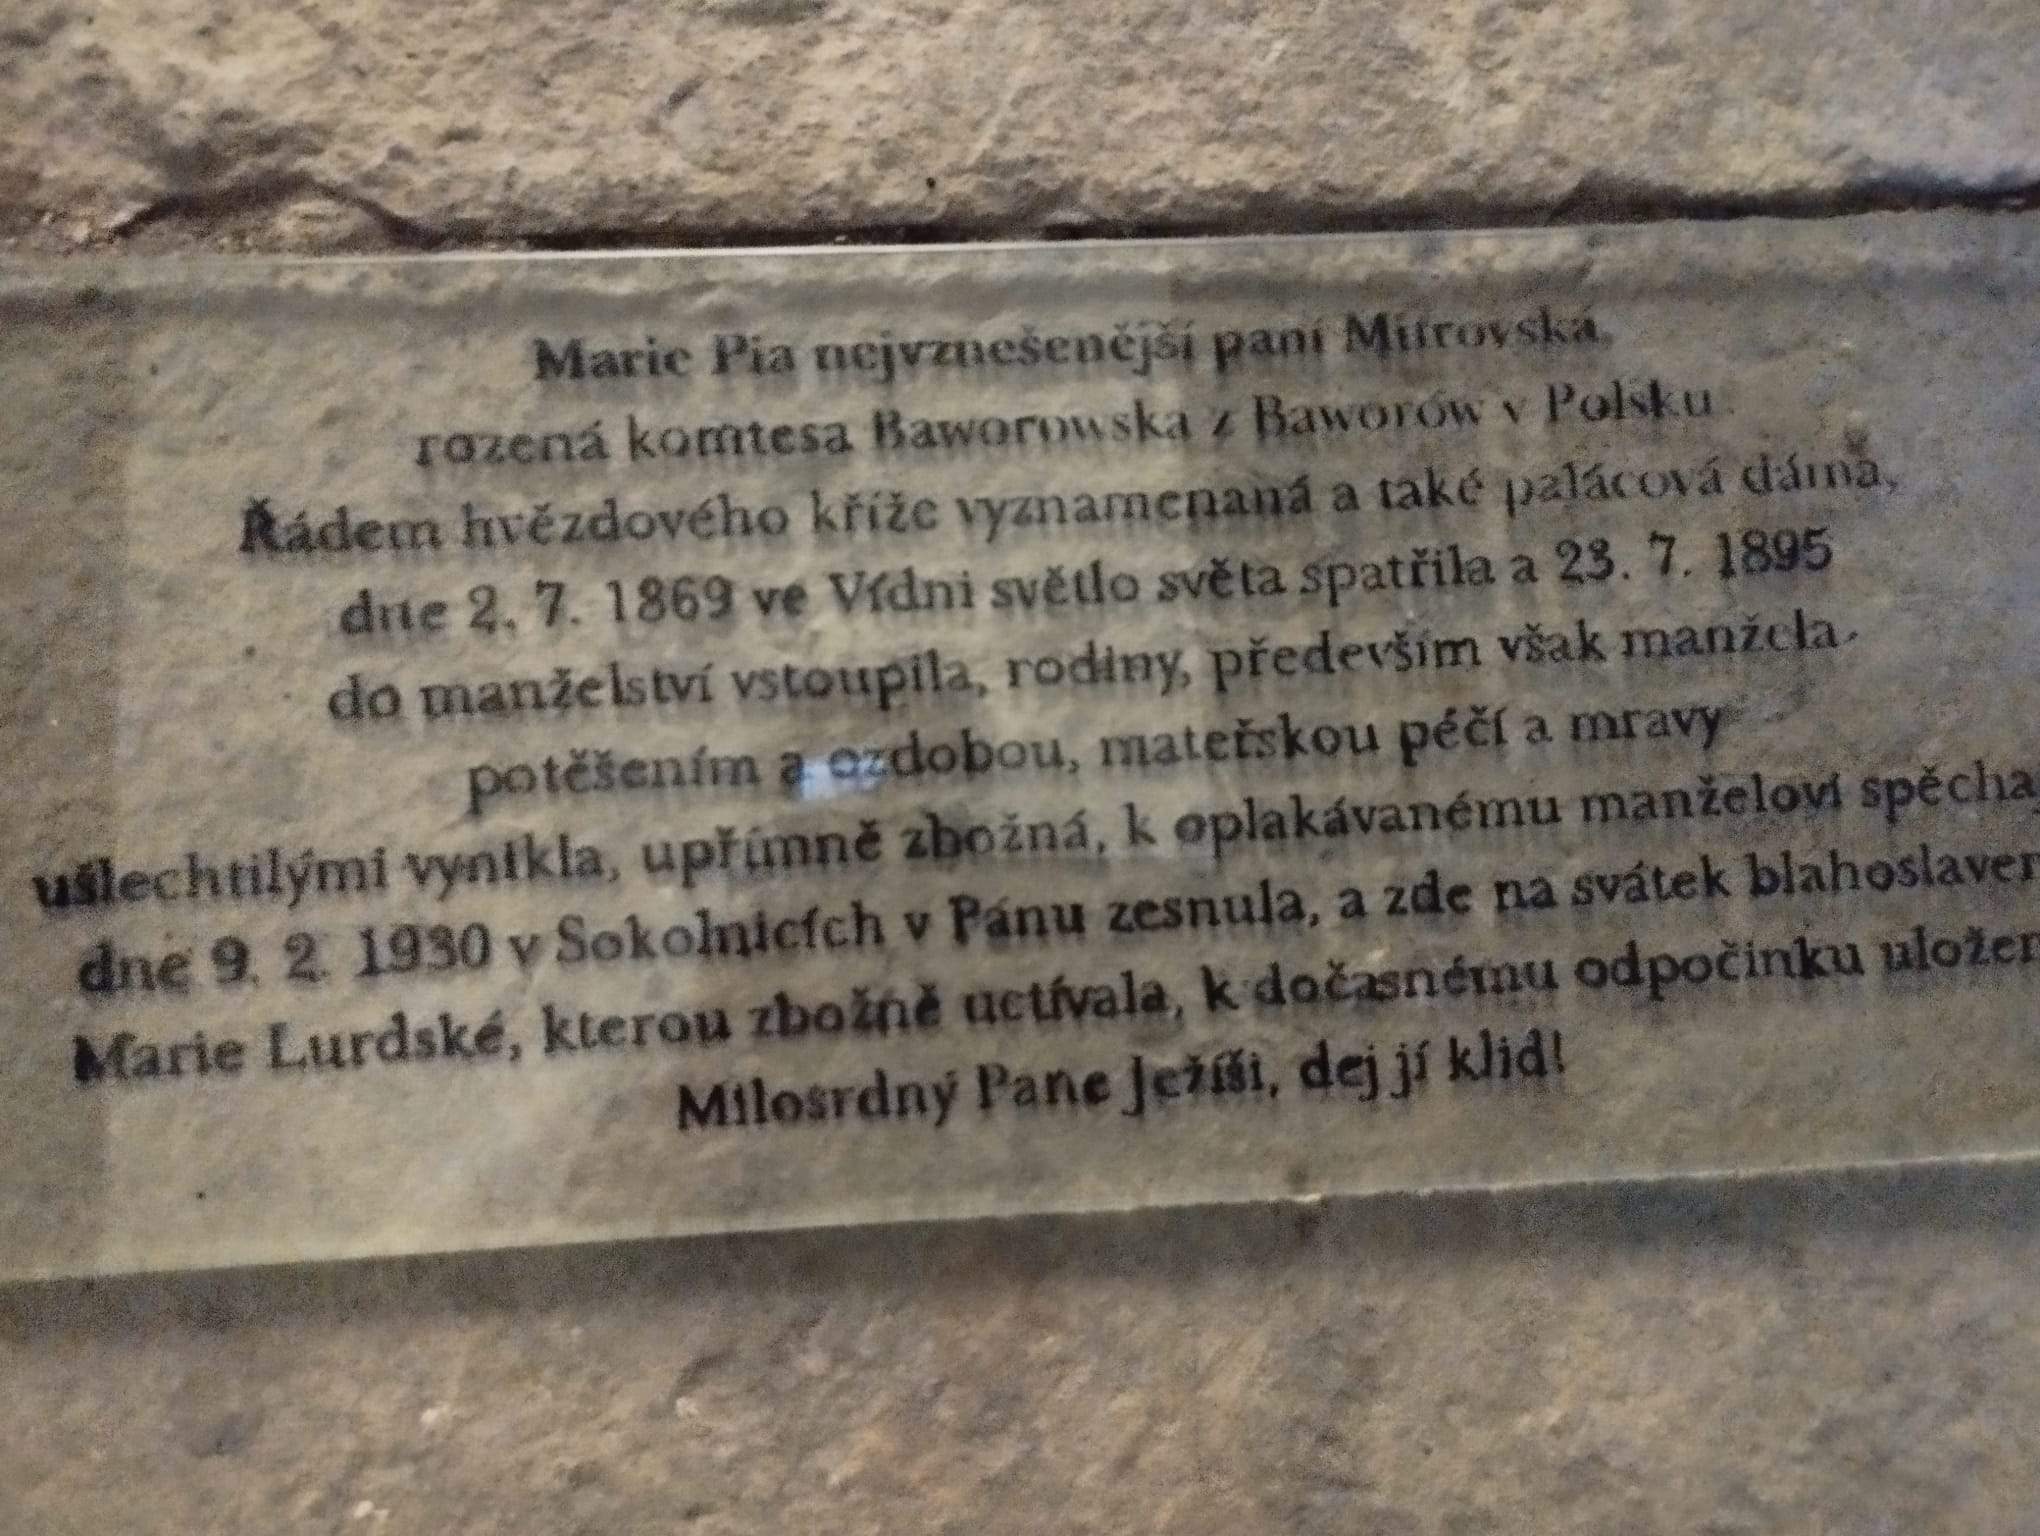 Marie Pia nejvznešenější paní Mitrovská,
rozená komtesa Baworowska z Baworów v Polsku
Řádem hvězdového kříže vyznamenaná a také palácová dáma,
dne 2. 7. 1869 ve Vídni světlo světa spatřila a 23. 7. 1895
do manželství vstoupila, rodiny, především však manžela
potěšením a ozdobou, mateřskou péčí a mravy
ušlechtilými vynikla, upřímně zbožná, k oplakávanému manželovi
dne 9. 2. 1930 v Sokolnicích v Pánu zesnula, a zde na svátek
Marie Lurdské, kterou zbožně uctívala, k dočasnému odpočinku
Milosrdný Pane Ježíši, dej jí klid!